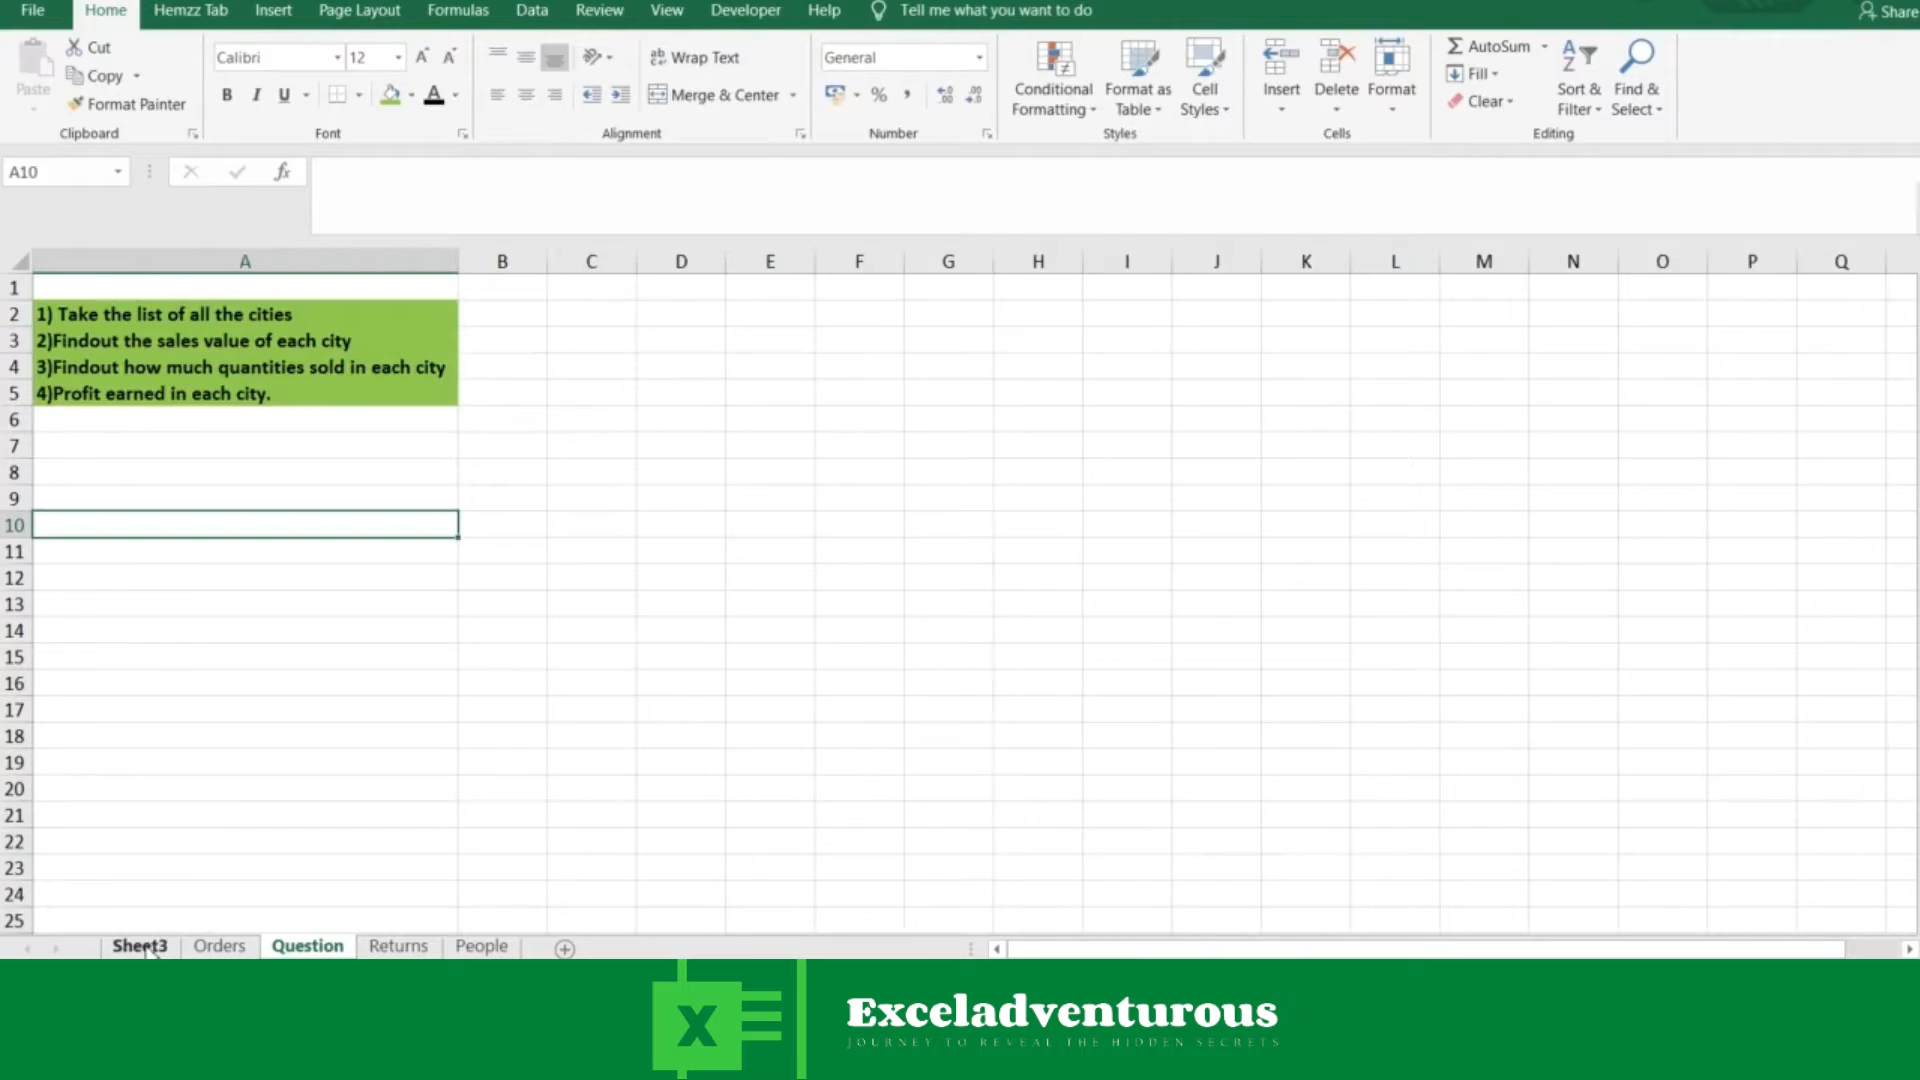 File Home Hemzz Tab Insert Page Layout Formulas Data Review View Developer Help Tell me what you want to do Share
Paste
Cut
Copy
Format Painter
Clipboard
Calibri 12
B I U A
Font
Wrap Text
Merge & Center
Alignment
General
% ,
Number
Conditional Formatting
Format as Table
Cell Styles
Styles
Insert Delete Format
Cells
AutoSum
Fill
Clear
Sort & Filter
Find & Select
Editing
A10 fx
A B C D E F G H I J K L M N O P Q
1
2 1) Take the list of all the cities
3 2)Findout the sales value of each city
4 3)Findout how much quantities sold in each city
5 4)Profit earned in each city.
6
7
8
9
10
11
12
13
14
15
16
17
18
19
20
21
22
23
24
25
Sheet3 Orders Question Returns People
X
Exceladventurous
JOURNEY TO REVEAL THE HIDDEN SECRETS